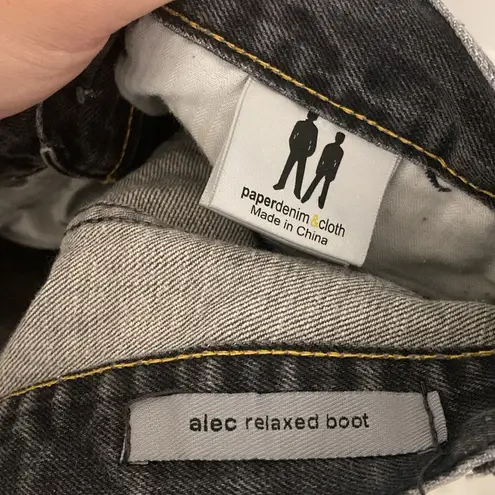 paperdenim&cloth
Made in China
alec relaxed boot